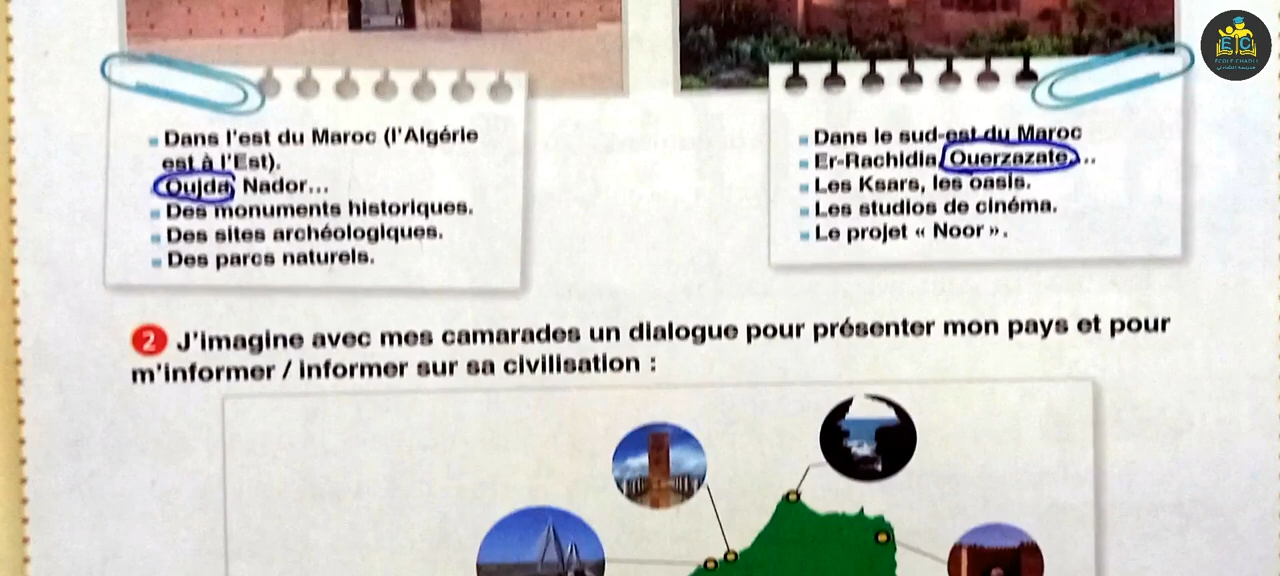 Dans l'est du Maroc (l'Algérie
est à l'Est).
Oujda, Nador...
Des monuments historiques.
Des sites archéologiques.
Des parcs naturels.
Dans le sud-est du Maroc
Er-Rachidia, Ouerzazate,...
Les Ksars, les oasis.
Les studios de cinéma.
Le projet « Noor ».
2 J'imagine avec mes camarades un dialogue pour présenter mon pays et pour
m'informer / informer sur sa civilisation :
EC